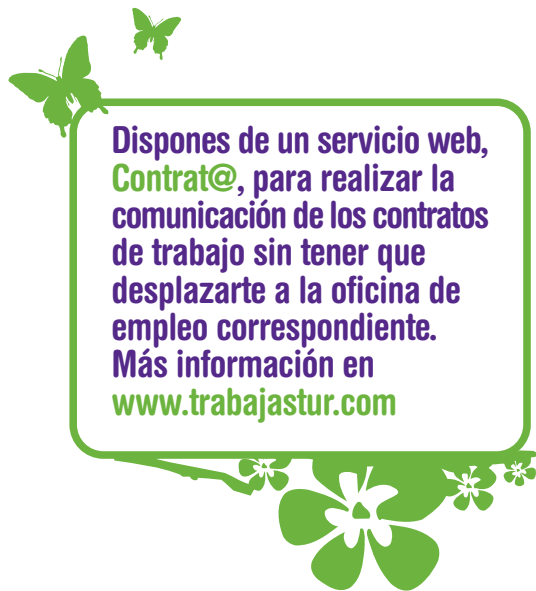 Dispones de un servicio web,
Contrat@, para realizar la
comunicación de los contratos
de trabajo sin tener que
desplazarte a la oficina de
empleo correspondiente.
Más información en
www.trabajastur.com